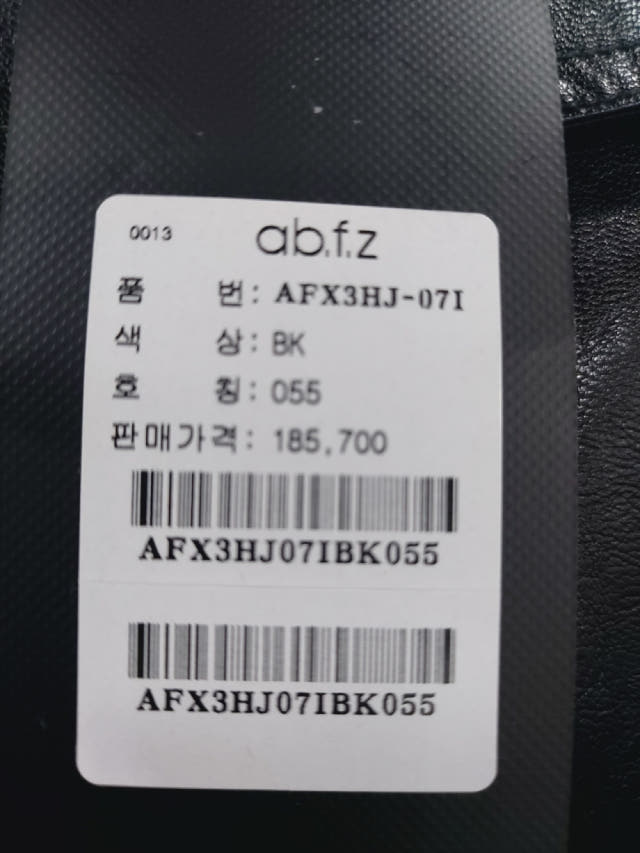 0013 ab.f.z
품 번: AFX3HJ-07I
색 상: BK
호 칭: 055
판매가격: 185,700
AFX3HJ07IBK055
AFX3HJ07IBK055